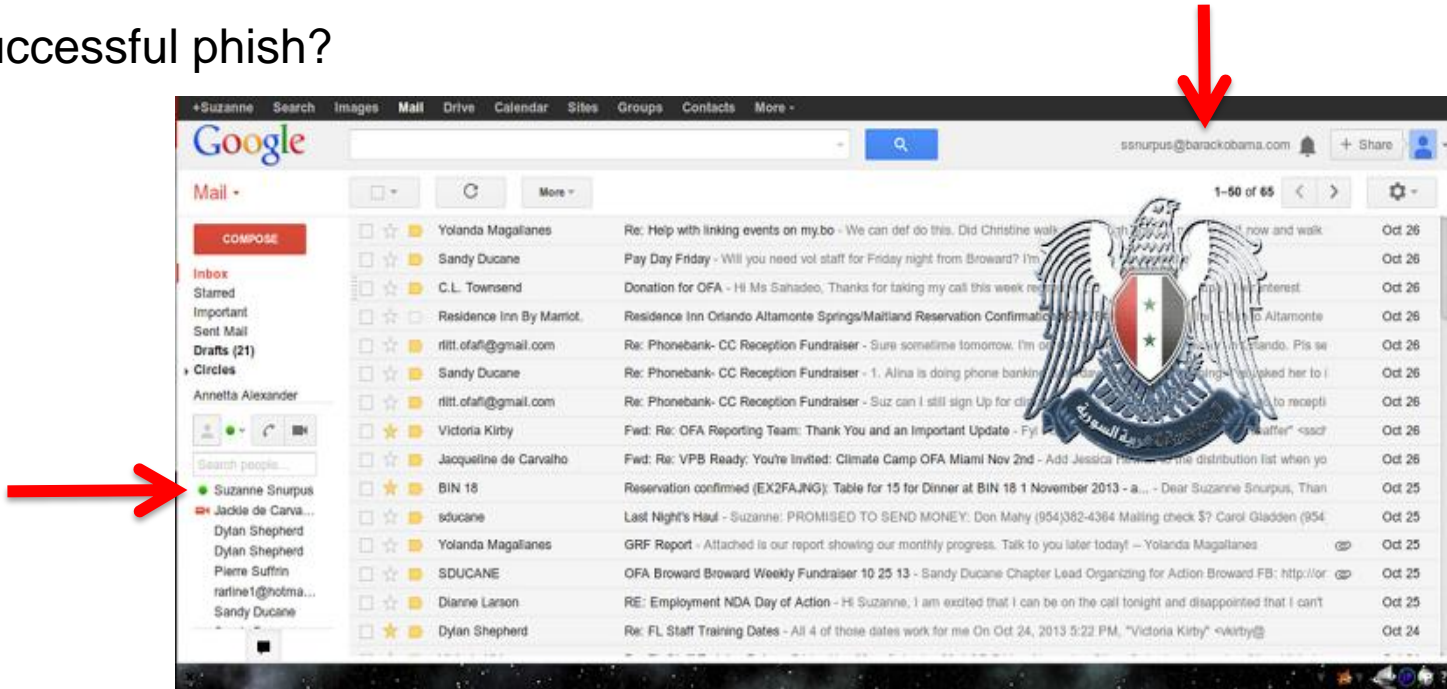 uccessful phish?
+Suzanne Search Images Mail Drive Calendar Sites Groups Contacts More
Google
ssnurpus@barackobama.com
+ Share
Mail
More
1–50 of 65
COMPOSE
Inbox
Starred
Important
Sent Mail
Drafts (21)
Circles
Annetta Alexander
Search people...
Suzanne Snurpus
Jackie de Carva...
Dylan Shepherd
Dylan Shepherd
Pierre Suffrin
rarline1@hotma...
Sandy Ducane
Yolanda Magallanes Re: Help with linking events on my.bo - We can def do this. Did Christine walk now and walk Oct 26
Sandy Ducane Pay Day Friday - Will you need vol staff for Friday night from Broward? I'm Oct 26
C.L. Townsend Donation for OFA - Hi Ms Sahadeo, Thanks for taking my call this week interest Oct 26
Residence Inn By Marriot. Residence Inn Orlando Altamonte Springs/Maitland Reservation Altamonte Oct 26
rlitt.ofafl@gmail.com Re: Phonebank- CC Reception Fundraiser - Sure sometime tomorrow. I'm Pls se Oct 26
Sandy Ducane Re: Phonebank- CC Reception Fundraiser - 1. Alina is doing phone asked her to i Oct 26
rlitt.ofafl@gmail.com Re: Phonebank- CC Reception Fundraiser - Suz can I still sign Up for to recepti Oct 26
Victoria Kirby Fwd: Re: OFA Reporting Team: Thank You and an Important Update - Oct 26
السورية
Jacqueline de Carvalho Fwd: Re: VPB Ready: You're Invited: Climate Camp OFA Miami Nov 2nd - Add Jessica the distribution list when yo Oct 26
BIN 18 Reservation confirmed (EX2FAJNG): Table for 15 for Dinner at BIN 18 1 November 2013 - a... - Dear Suzanne Snurpus, Than Oct 25
sducane Last Night's Haul - Suzanne: PROMISED TO SEND MONEY: Don Mahy (954)382-4364 Mailing check $? Carol Gladden (954 Oct 25
Yolanda Magallanes GRF Report - Attached is our report showing our monthly progress. Talk to you later today! -- Yolanda Magallanes Oct 25
SDUCANE OFA Broward Broward Weekly Fundraiser 10 25 13 - Sandy Ducane Chapter Lead Organizing for Action Broward FB: http://or Oct 25
Dianne Larson RE: Employment NDA Day of Action - Hi Suzanne, I am excited that I can be on the call tonight and disappointed that I can't Oct 25
Dylan Shepherd Re: FL Staff Training Dates - All 4 of those dates work for me On Oct 24, 2013 5:22 PM, "Victoria Kirby" <vkirby@ Oct 24